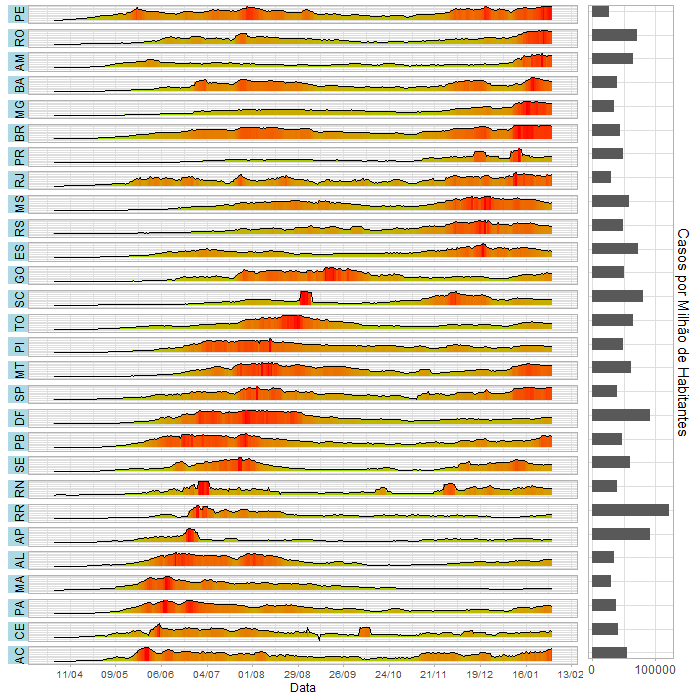 PE
RO
AM
BA
MG
BR
PR
RJ
MS
RS
ES
GO
SC
TO
PI
MT
SP
DF
PB
SE
RN
RR
AP
AL
MA
PA
CE
AC
11/04 09/05 06/06 04/07 01/08 29/08 26/09 24/10 21/11 19/12 16/01 13/02
Data
0 100000
Casos por Milhão de Habitantes